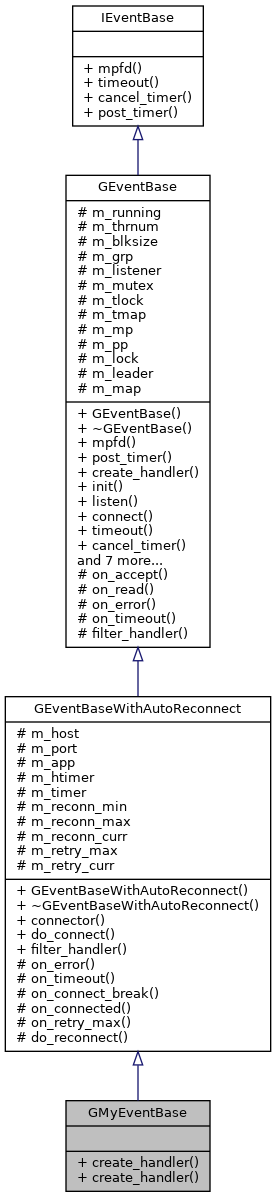 IEventBase
+ mpfd()
+ timeout()
+ cancel_timer()
+ post_timer()
GEventBase
# m_running
# m_thrnum
# m_blksize
# m_grp
# m_listener
# m_mutex
# m_tlock
# m_tmap
# m_mp
# m_pp
# m_lock
# m_leader
# m_map
+ GEventBase()
+ ~GEventBase()
+ mpfd()
+ post_timer()
+ create_handler()
+ init()
+ listen()
+ connect()
+ timeout()
+ cancel_timer()
and 7 more...
# on_accept()
# on_read()
# on_error()
# on_timeout()
# filter_handler()
GEventBaseWithAutoReconnect
# m_host
# m_port
# m_app
# m_htimer
# m_timer
# m_reconn_min
# m_reconn_max
# m_reconn_curr
# m_retry_max
# m_retry_curr
+ GEventBaseWithAutoReconnect()
+ ~GEventBaseWithAutoReconnect()
+ connector()
+ do_connect()
+ filter_handler()
# on_error()
# on_timeout()
# on_connect_break()
# on_connected()
# on_retry_max()
# do_reconnect()
GMyEventBase
+ create_handler()
+ create_handler()